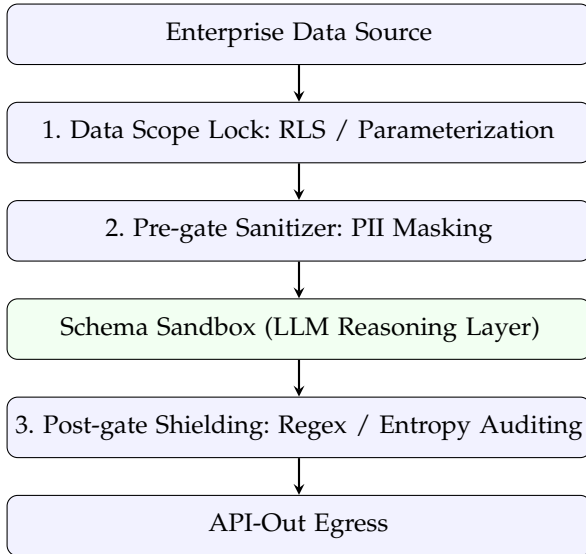 Enterprise Data Source
1. Data Scope Lock: RLS / Parameterization
2. Pre-gate Sanitizer: PII Masking
Schema Sandbox (LLM Reasoning Layer)
3. Post-gate Shielding: Regex / Entropy Auditing
API-Out Egress